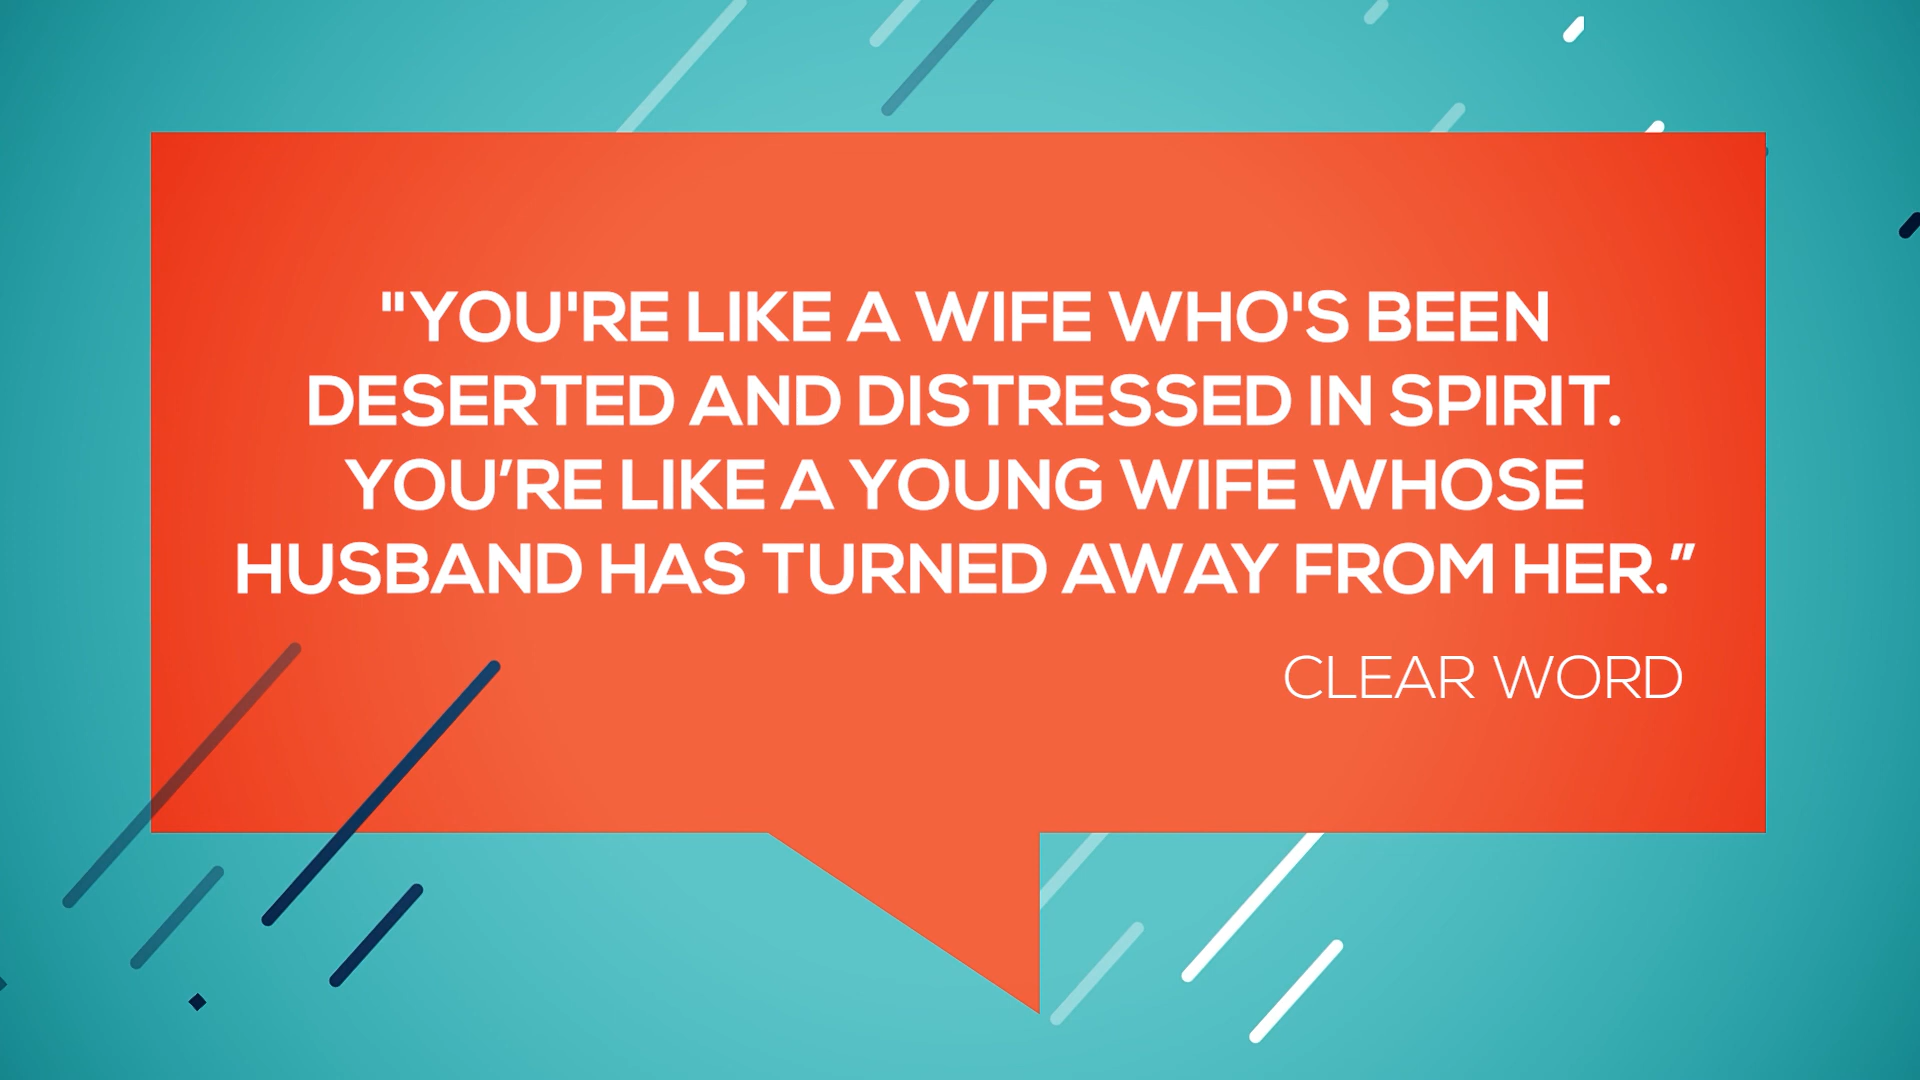 "YOU'RE LIKE A WIFE WHO'S BEEN
DESERTED AND DISTRESSED IN SPIRIT.
YOU’RE LIKE A YOUNG WIFE WHOSE
HUSBAND HAS TURNED AWAY FROM HER.”
CLEAR WORD